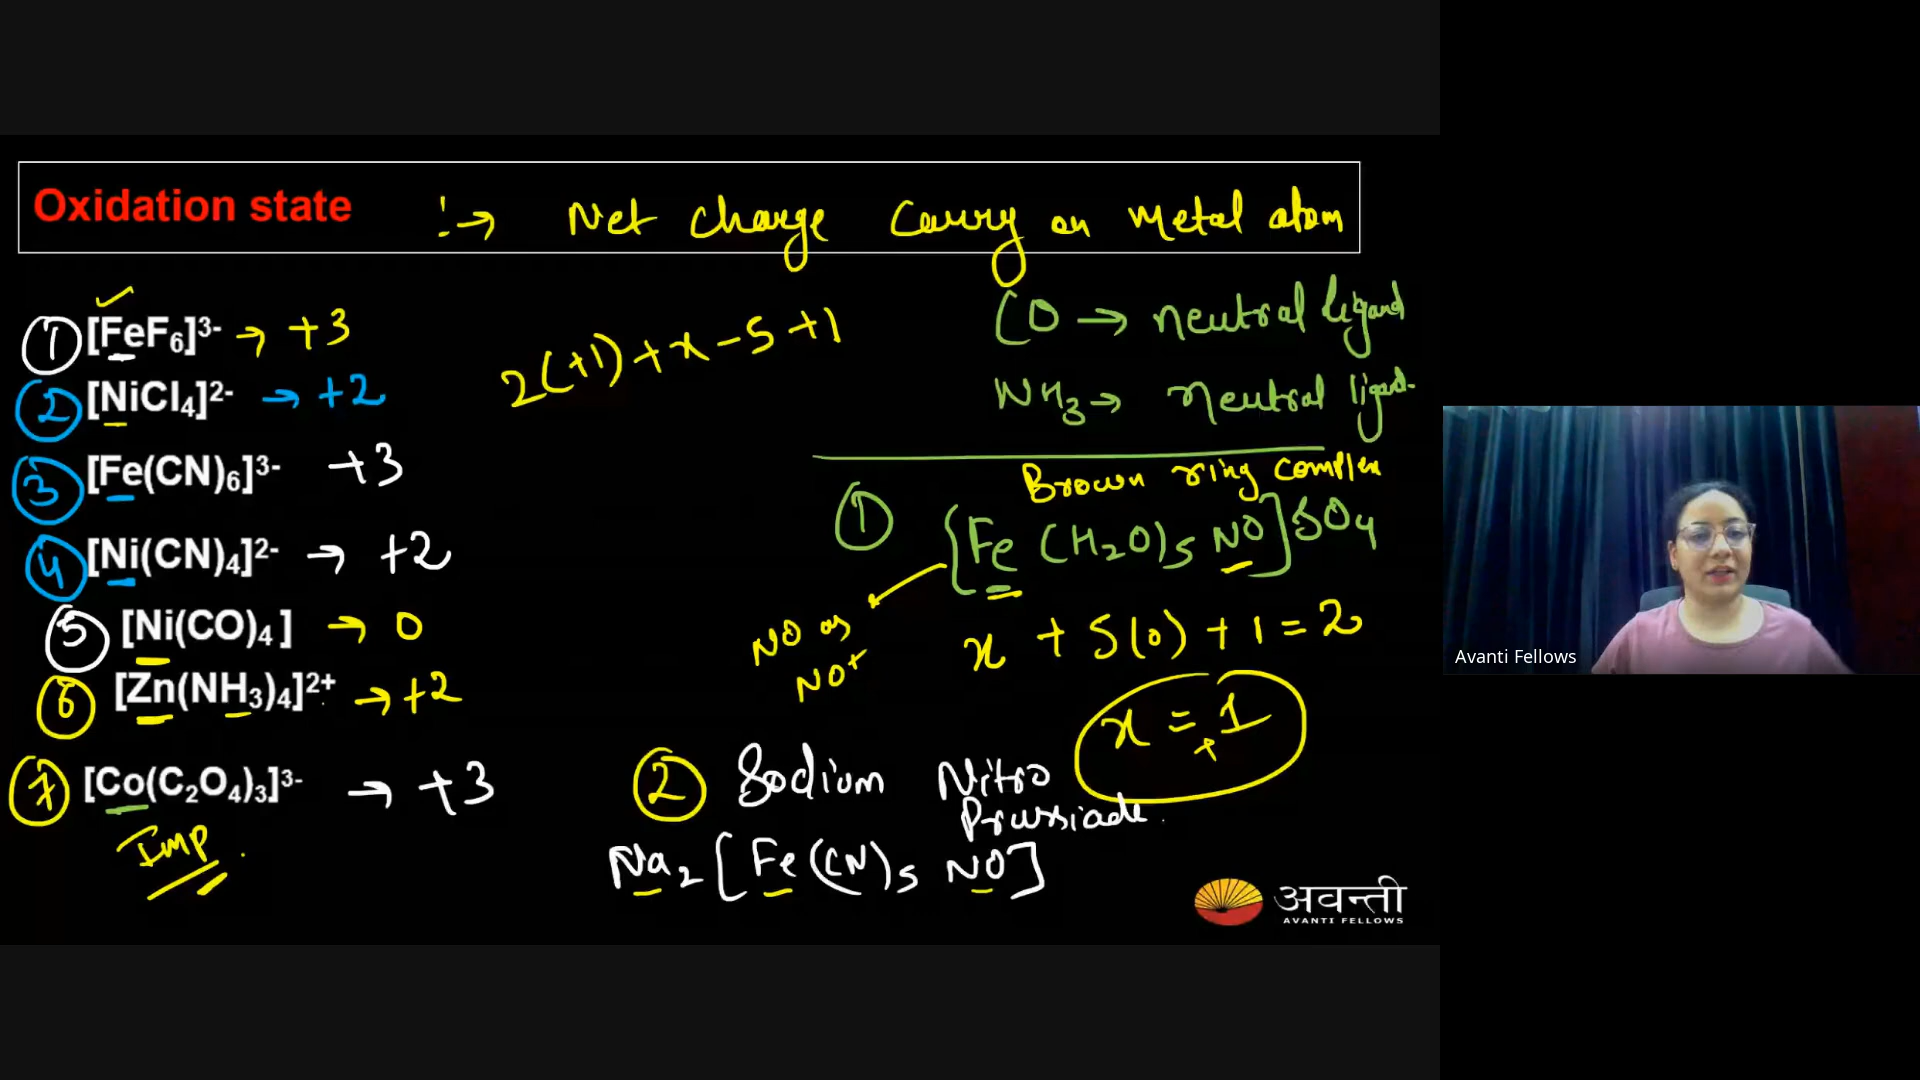 Oxidation state :→ Net charge carry on metal atom
① [FeF6]3- → +3
② [NiCl4]2- → +2
③ [Fe(CN)6]3- +3
④ [Ni(CN)4]2- → +2
⑤ [Ni(CO)4] → 0
⑥ [Zn(NH3)4]2+ → +2
⑦ [Co(C2O4)3]3- → +3
Imp.
2(+1)+x-5+1
CO → neutral ligand
NH3 → neutral ligand
Brown ring complex
① [Fe (H2O)5 NO]SO4
NO as
NO+
x + 5(0) + 1 = 2
x = +1
② Sodium Nitro
Prussiade.
Na2[Fe(CN)5 NO]
अवन्ती
AVANTI FELLOWS
Avanti Fellows